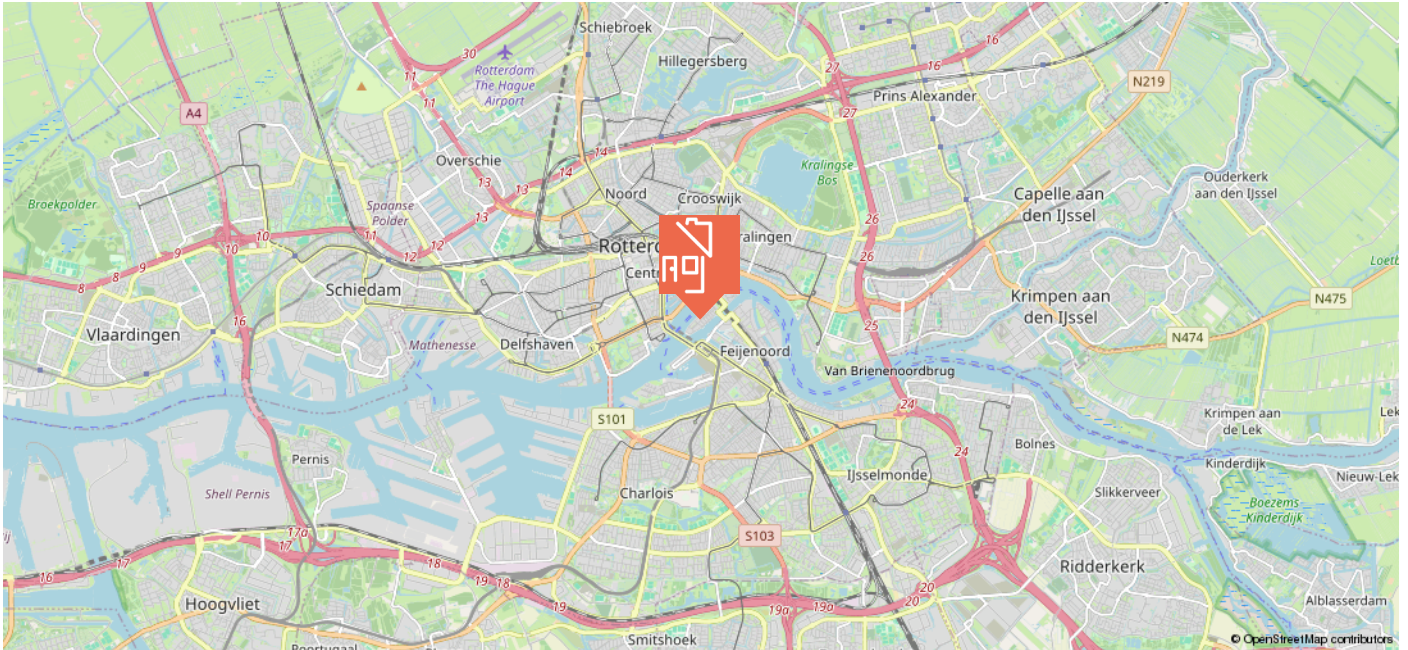 Schiebroek
30
16
11
Rotterdam
The Hague
Airport
Hillegersberg
27
N219
Prins Alexander
A4
11
27
Overschie
14
14
13
13
Noord
Crooswijk
Kralingse
Bos
Ouderkerk
aan den IJssel
Capelle aan
den IJssel
Broekpolder
Spaanse
Polder
13
26
10
10
11
12
12
Rotterd
ralingen
26
9
9
8
8
Centr
Schiedam
Krimpen aan
den IJssel
N475
16
25
N474
Vlaardingen
Mathenesse
Delfshaven
Feijenoord
Van Brienenoordbrug
24
S101
Krimpen aan
de Lek
Lek
Bolnes
24
Pernis
IJsselmonde
Kinderdijk
Nieuw-Lek
Shell Pernis
Charlois
Slikkerveer
Boezems
Kinderdijk
17a
17
S103
16
17
18
19
18
Ridderkerk
20
20
Hoogvliet
19
19a
19a
Alblasserdam
Smitshoek
© OpenStreetMap contributors